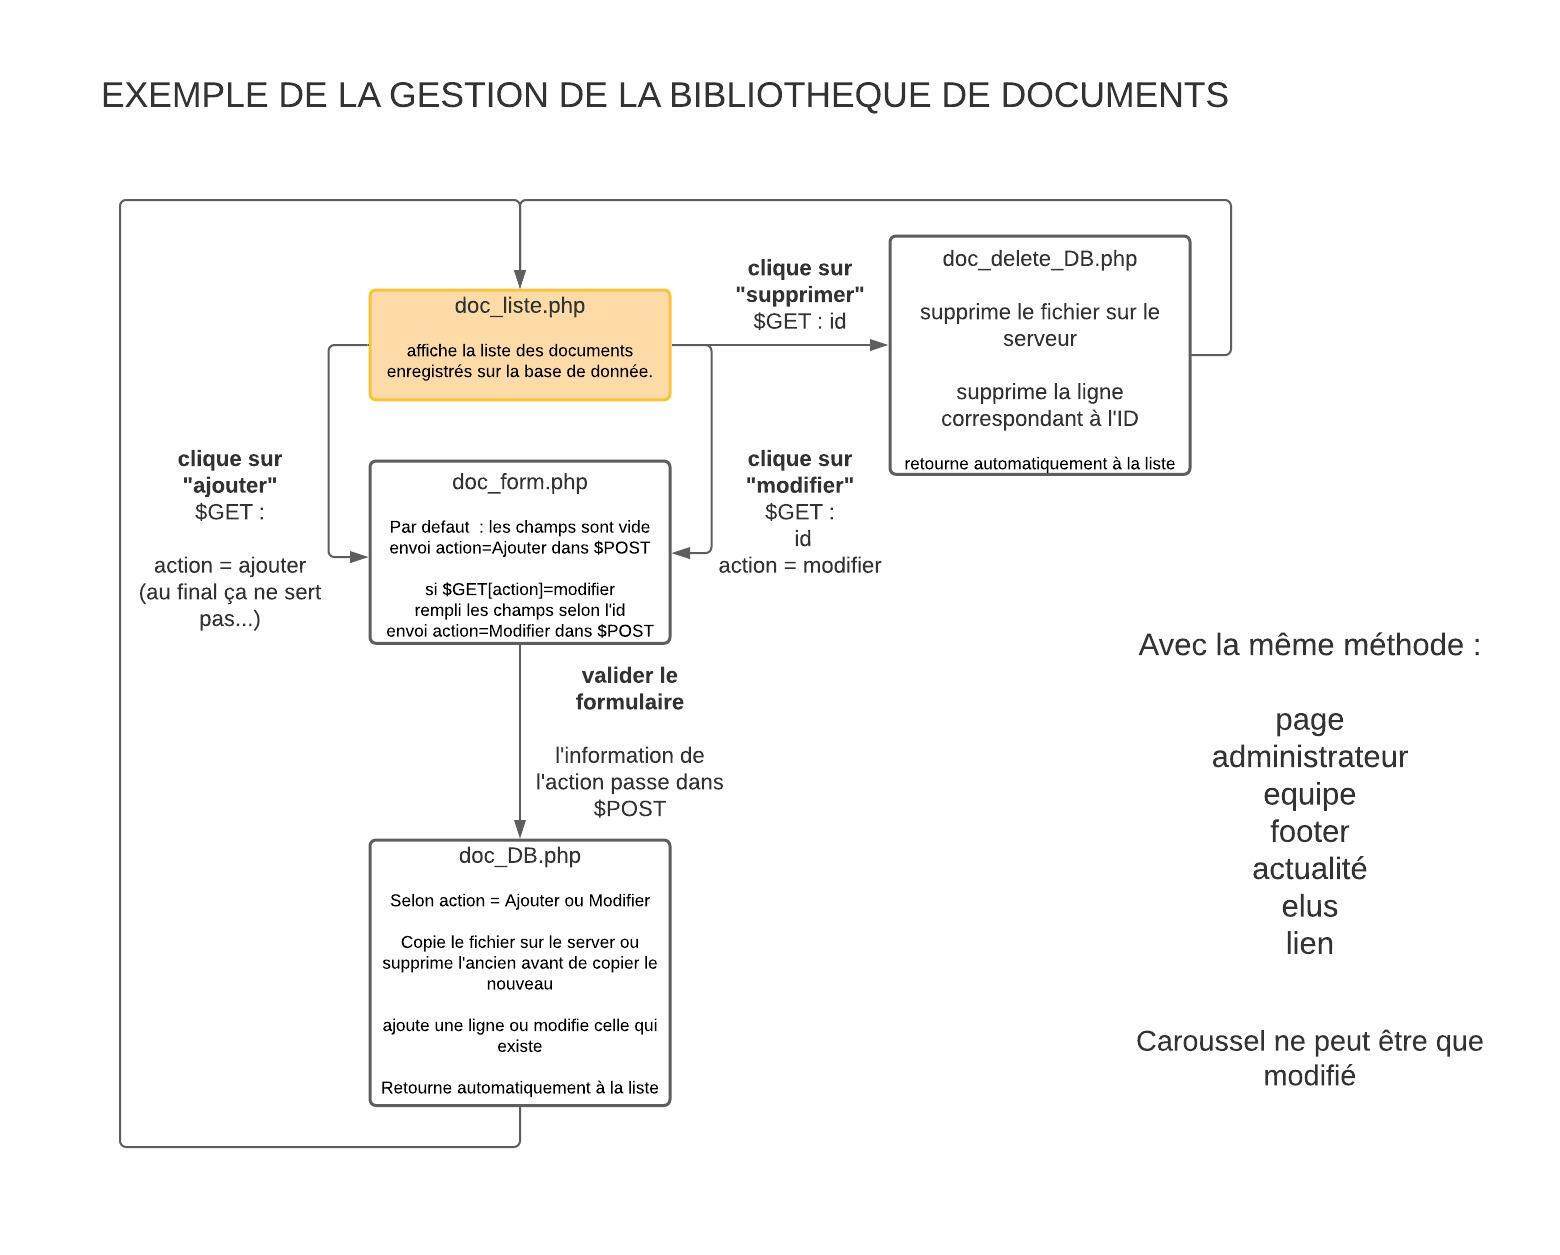 EXEMPLE DE LA GESTION DE LA BIBLIOTHEQUE DE DOCUMENTS
doc_liste.php
affiche la liste des documents
enregistrés sur la base de donnée.
clique sur
"supprimer"
$GET : id
doc_delete_DB.php
supprime le fichier sur le
serveur
supprime la ligne
correspondant à l'ID
retourne automatiquement à la liste
clique sur
"ajouter"
$GET :
action = ajouter
(au final ça ne sert
pas...)
doc_form.php
Par defaut  : les champs sont vide
envoi action=Ajouter dans $POST
si $GET[action]=modifier
rempli les champs selon l'id
envoi action=Modifier dans $POST
clique sur
"modifier"
$GET :
id
action = modifier
valider le
formulaire
l'information de
l'action passe dans
$POST
doc_DB.php
Selon action = Ajouter ou Modifier
Copie le fichier sur le server ou
supprime l'ancien avant de copier le
nouveau
ajoute une ligne ou modifie celle qui
existe
Retourne automatiquement à la liste
Avec la même méthode :
page
administrateur
equipe
footer
actualité
elus
lien
Caroussel ne peut être que
modifié